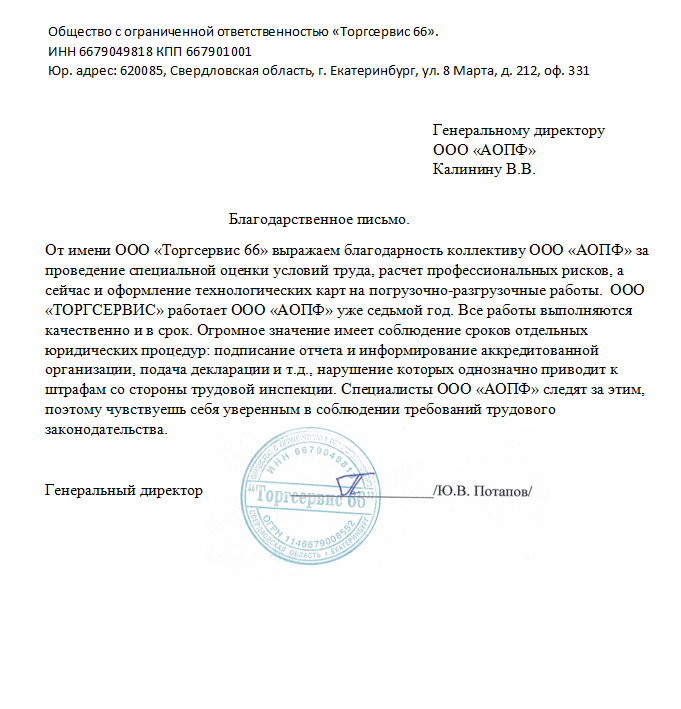 Общество с ограниченной ответственностью «Торгсервис 66».
ИНН 6679049818 КПП 667901001
Юр. адрес: 620085, Свердловская область, г. Екатеринбург, ул. 8 Марта, д. 212, оф. 331
Генеральному директору
ООО «АОПФ»
Калинину В.В.
Благодарственное письмо.
От имени ООО «Торгсервис 66» выражаем благодарность коллективу ООО «АОПФ» за
проведение специальной оценки условий труда, расчет профессиональных рисков, а
сейчас и оформление технологических карт на погрузочно-разгрузочные работы.  ООО
«ТОРГСЕРВИС» работает ООО «АОПФ» уже седьмой год. Все работы выполняются
качественно и в срок. Огромное значение имеет соблюдение сроков отдельных
юридических процедур: подписание отчета и информирование аккредитованной
организации, подача декларации и т.д., нарушение которых однозначно приводит к
штрафам со стороны трудовой инспекции. Специалисты ООО «АОПФ» следят за этим,
поэтому чувствуешь себя уверенным в соблюдении требований трудового
законодательства.
Генеральный директор ___________________/Ю.В. Потапов/
ИНН 667904981
"Торгсервис 66"
ОГРН 1146679008552
СВЕРДЛОВСКАЯ ОБЛАСТЬ г. ЕКАТЕРИНБУРГ